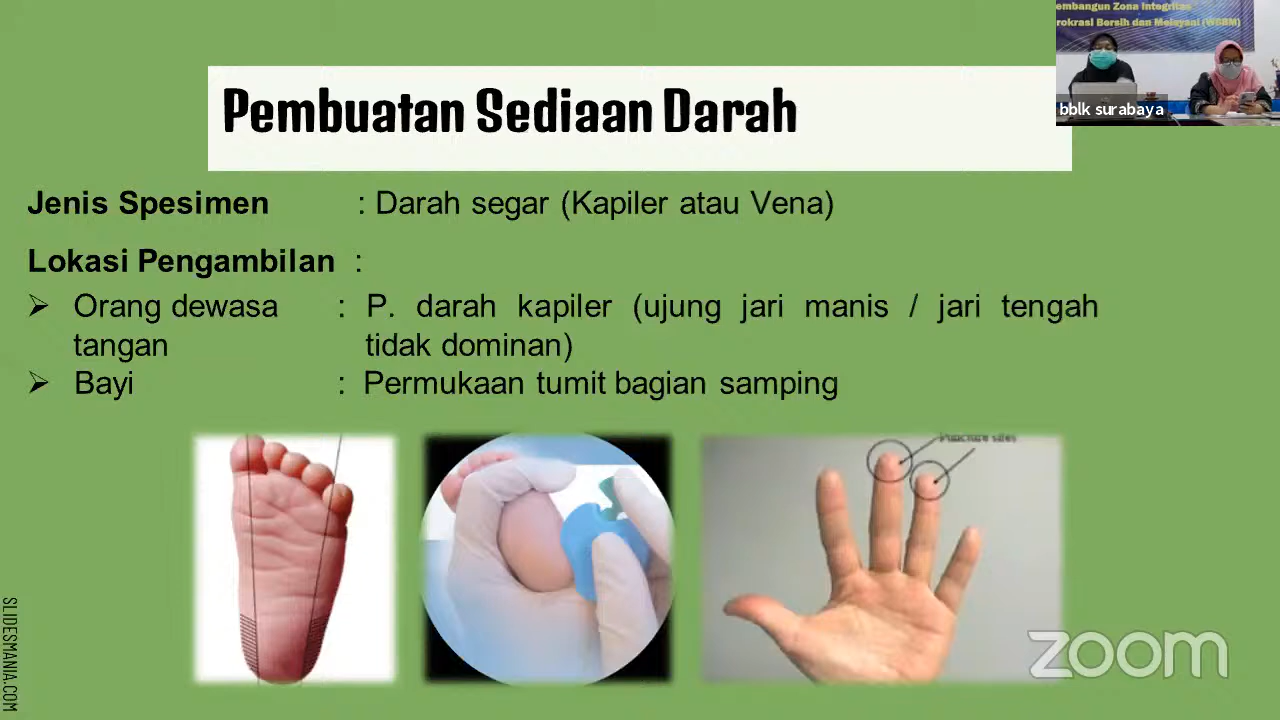 embangun Zona Integritas
rokrasi Bersih dan Melayani (WBBM)
bblk surabaya
Pembuatan Sediaan Darah
Jenis Spesimen : Darah segar (Kapiler atau Vena)
Lokasi Pengambilan :
➢ Orang dewasa : P. darah kapiler (ujung jari manis / jari tengah
tangan tidak dominan)
➢ Bayi : Permukaan tumit bagian samping
Puncture sites
zoom
SLIDESMANIA.COM